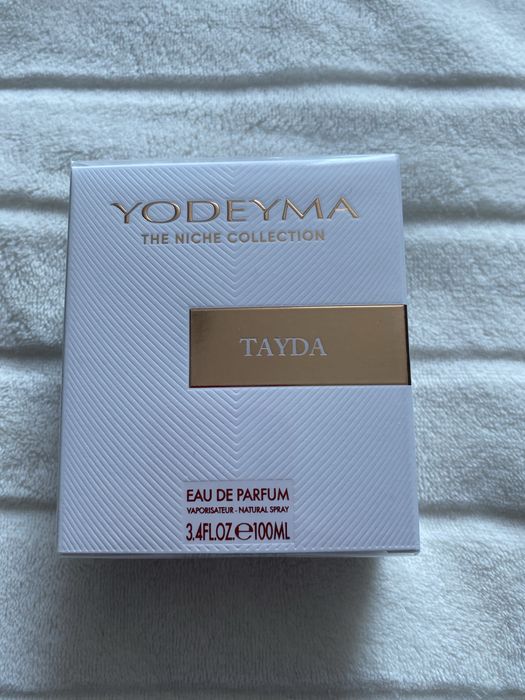 YODEYMA
THE NICHE COLLECTION
TAYDA
EAU DE PARFUM
VAPORISATEUR - NATURAL SPRAY
3.4FL.OZ.℮100ML